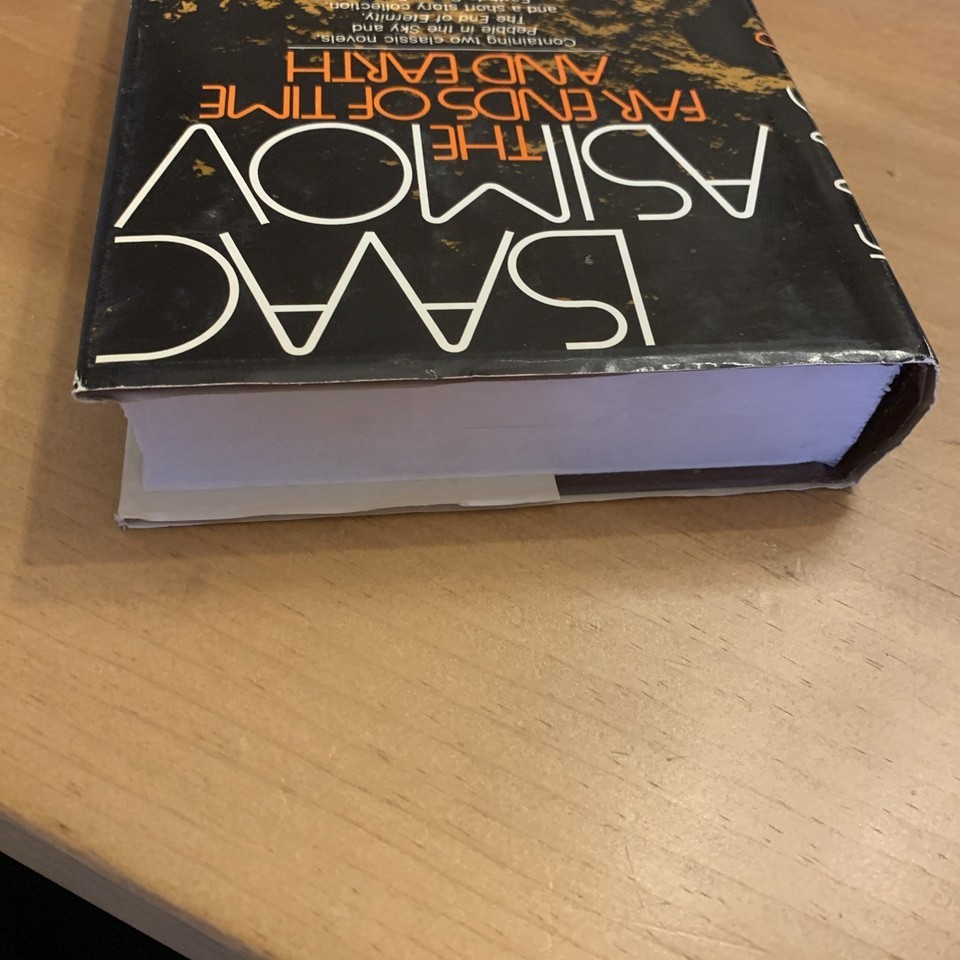 ISAAC
ASIMOV
THE
FAR ENDS OF TIME
AND EARTH
Containing two classic novels,
Pebble in the Sky and
The End of Eternity,
and a short story collection,